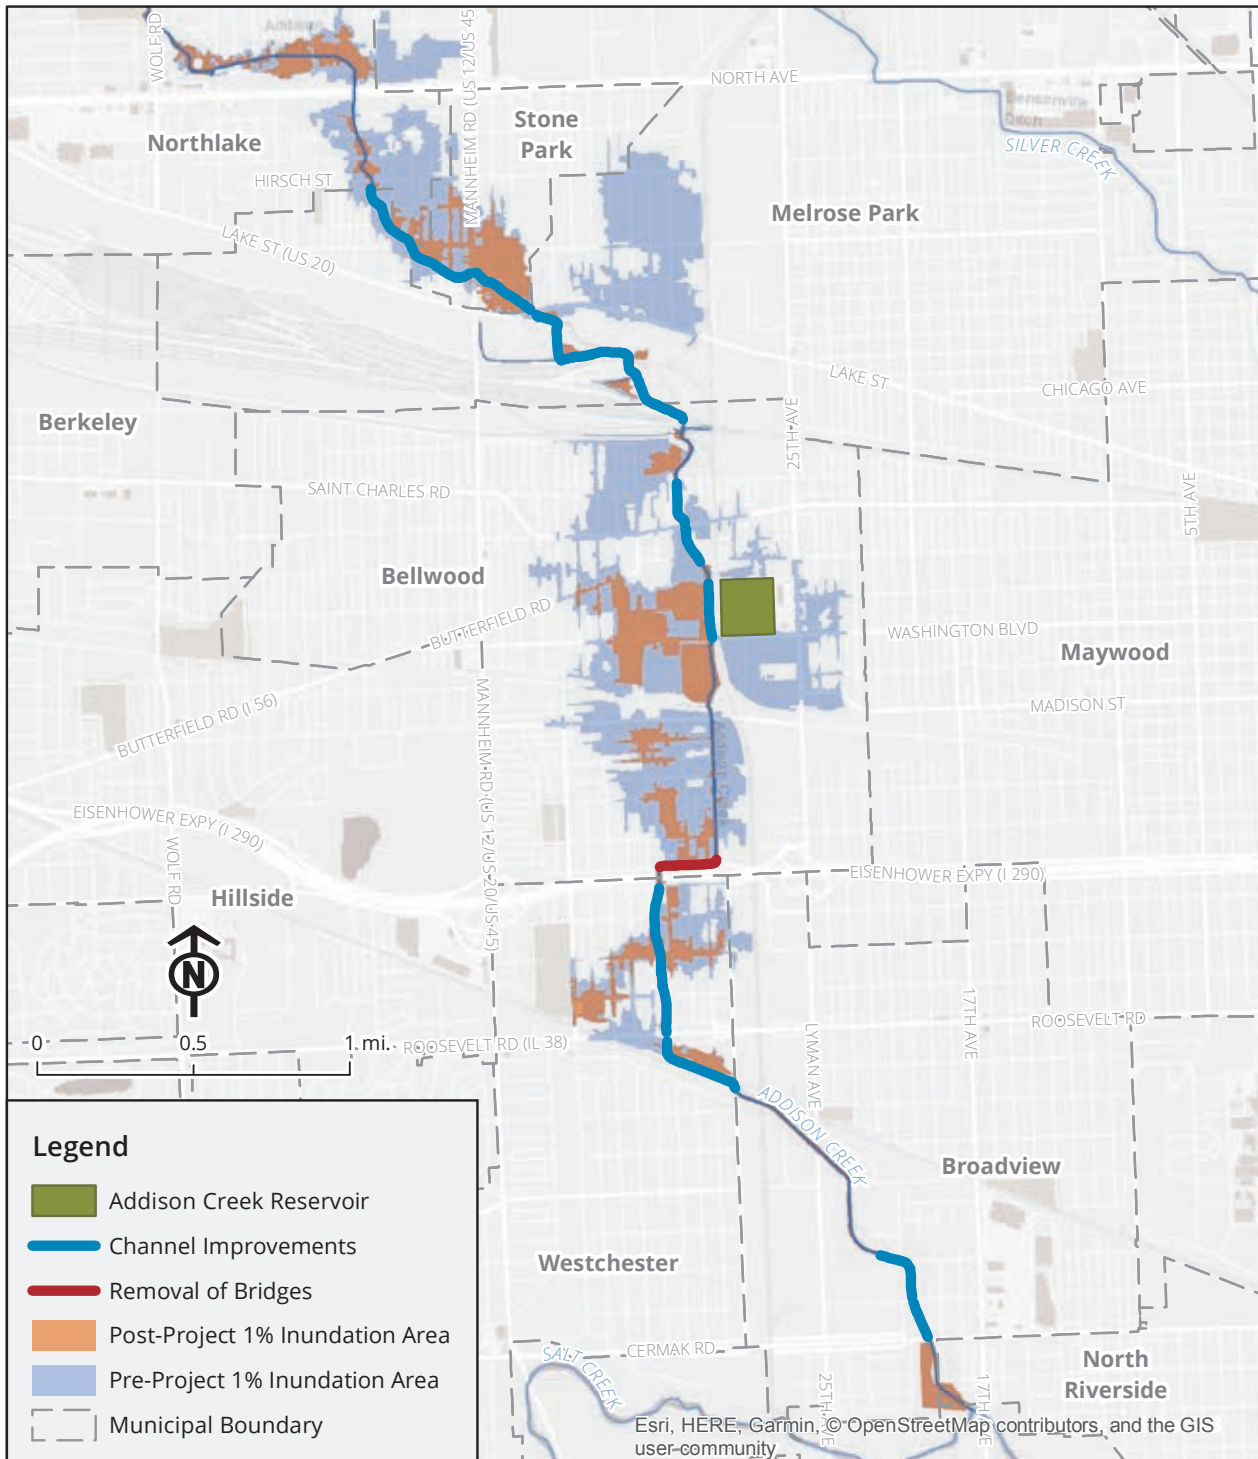 Addison
WOLF RD
MANNHEIM RD (US 12/US 45
NORTH AVE
Northlake
Stone
Park
Bensenville
Ditch
SILVER CREEK
HIRSCH ST
Melrose Park
LAKE ST (US 20)
LAKE ST
CHICAGO AVE
Berkeley
25TH AVE
5TH AVE
SAINT CHARLES RD
Bellwood
BUTTERFIELD RD
WASHINGTON BLVD
Maywood
MADISON ST
BUTTERFIELD RD (I 56)
MANNHEIM RD (US 12/US 20/US 45)
EISENHOWER EXPY (I 290)
WOLF RD
EISENHOWER EXPY (I 290)
Hillside
N
17TH AVE
ROOSEVELT RD
0 0.5 1 mi.
ROOSEVELT RD (IL 38)
LYMAN AVE
ADDISON CREEK
Broadview
Legend
Addison Creek Reservoir
Channel Improvements
Removal of Bridges
Post-Project 1% Inundation Area
Pre-Project 1% Inundation Area
Municipal Boundary
Westchester
CERMAK RD
SALT CREEK
North
Riverside
25TH AVE
17TH AVE
Esri, HERE, Garmin, © OpenStreetMap contributors, and the GIS
user community